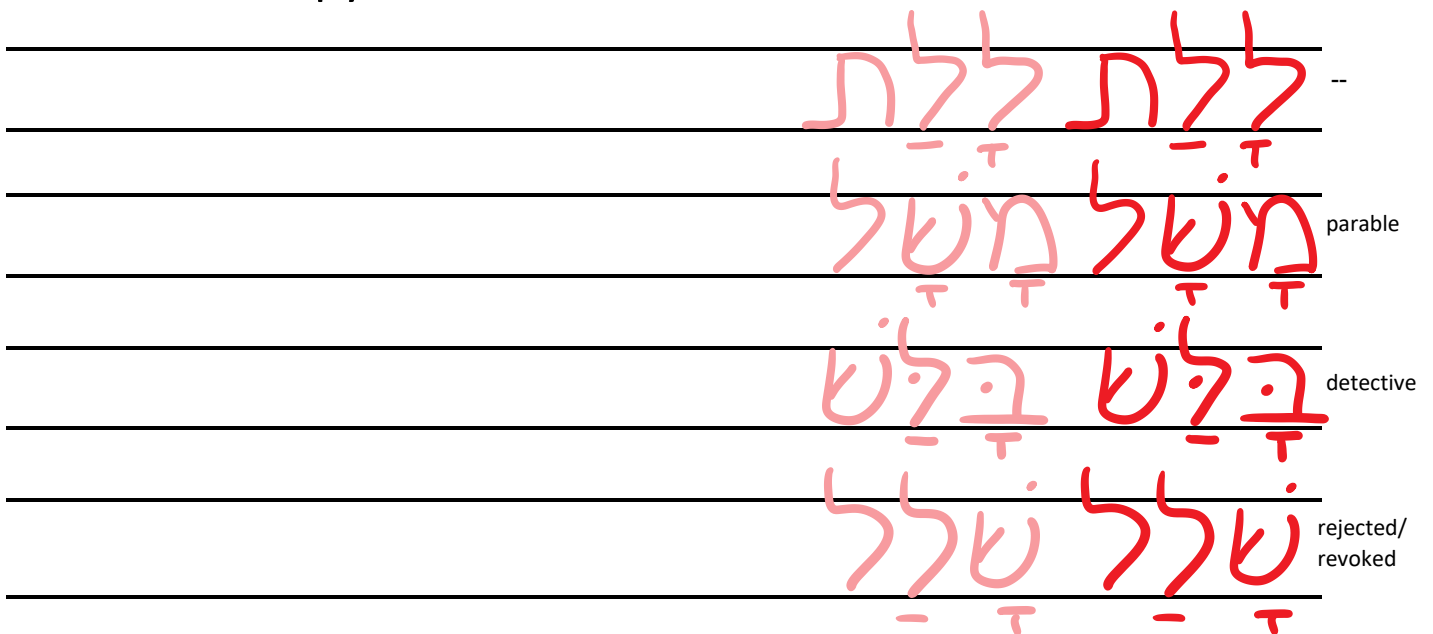 -- לָלַת לָלַת
parable מָשָׁל מָשָׁל
detective בָּלַּשׁ בָּלַּשׁ
rejected/ שָׁלַל שָׁלַל
revoked